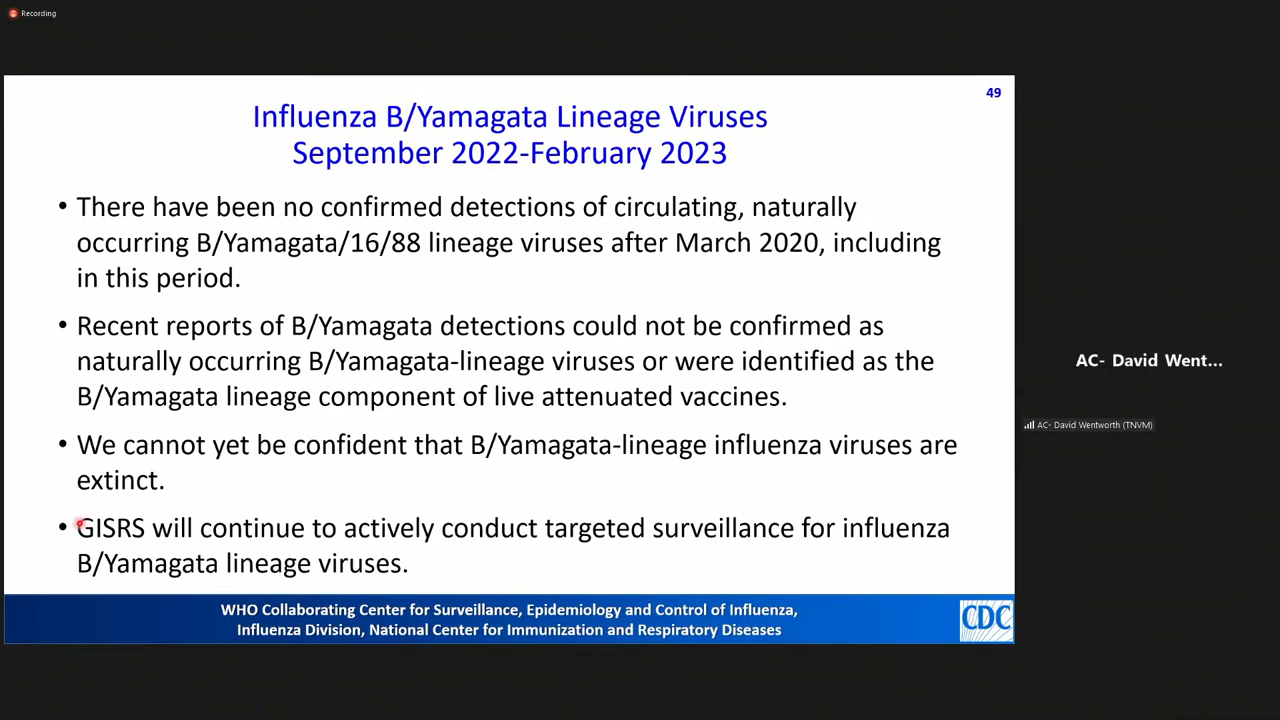 Recording
49
Influenza B/Yamagata Lineage Viruses
September 2022-February 2023
• There have been no confirmed detections of circulating, naturally
occurring B/Yamagata/16/88 lineage viruses after March 2020, including
in this period.
• Recent reports of B/Yamagata detections could not be confirmed as
naturally occurring B/Yamagata-lineage viruses or were identified as the
B/Yamagata lineage component of live attenuated vaccines.
• We cannot yet be confident that B/Yamagata-lineage influenza viruses are
extinct.
• GISRS will continue to actively conduct targeted surveillance for influenza
B/Yamagata lineage viruses.
WHO Collaborating Center for Surveillance, Epidemiology and Control of Influenza,
Influenza Division, National Center for Immunization and Respiratory Diseases
CDC
AC- David Went...
AC- David Wentworth (TNVM)